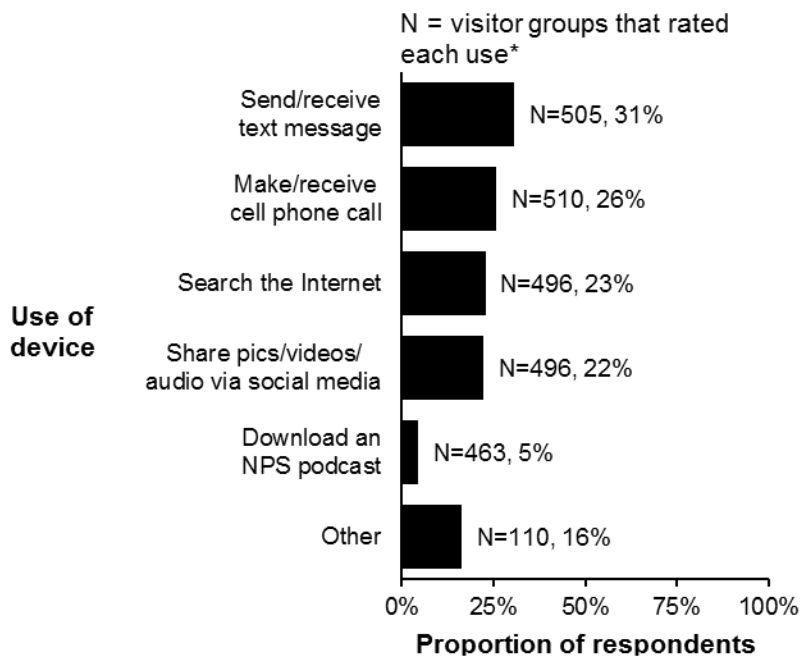 N = visitor groups that rated
each use*
Send/receive
text message
N=505, 31%
Make/receive
cell phone call
N=510, 26%
Search the Internet
N=496, 23%
Use of
device
Share pics/videos/
audio via social media
N=496, 22%
Download an
NPS podcast
N=463, 5%
Other
N=110, 16%
0% 25% 50% 75% 100%
Proportion of respondents